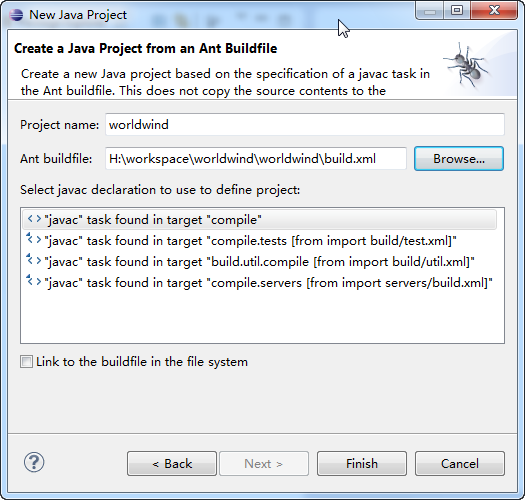 New Java Project
Create a Java Project from an Ant Buildfile
Create a new Java project based on the specification of a javac task in
the Ant buildfile. This does not copy the source contents to the
Project name: worldwind
Ant buildfile: H:\workspace\worldwind\worldwind\build.xml Browse...
Select javac declaration to use to define project:
"javac" task found in target "compile"
"javac" task found in target "compile.tests [from import build/test.xml]"
"javac" task found in target "build.util.compile [from import build/util.xml]"
"javac" task found in target "compile.servers [from import servers/build.xml]"
Link to the buildfile in the file system
? < Back Next > Finish Cancel